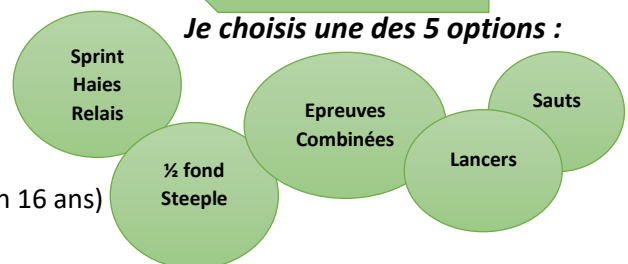 Je choisis une des 5 options :
Sprint
Haies
Relais
Epreuves
Combinées
Sauts
Lancers
½ fond
Steeple
16 ans)